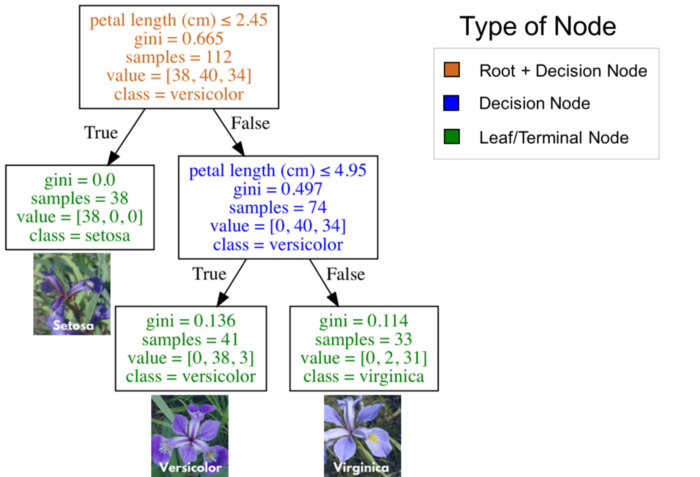 petal length (cm) ≤ 2.45
gini = 0.665
samples = 112
value = [38, 40, 34]
class = versicolor
Type of Node
Root + Decision Node
Decision Node
Leaf/Terminal Node
True
False
gini = 0.0
samples = 38
value = [38, 0, 0]
class = setosa
petal length (cm) ≤ 4.95
gini = 0.497
samples = 74
value = [0, 40, 34]
class = versicolor
Setosa
True
False
gini = 0.136
samples = 41
value = [0, 38, 3]
class = versicolor
gini = 0.114
samples = 33
value = [0, 2, 31]
class = virginica
Versicolor
Virginica